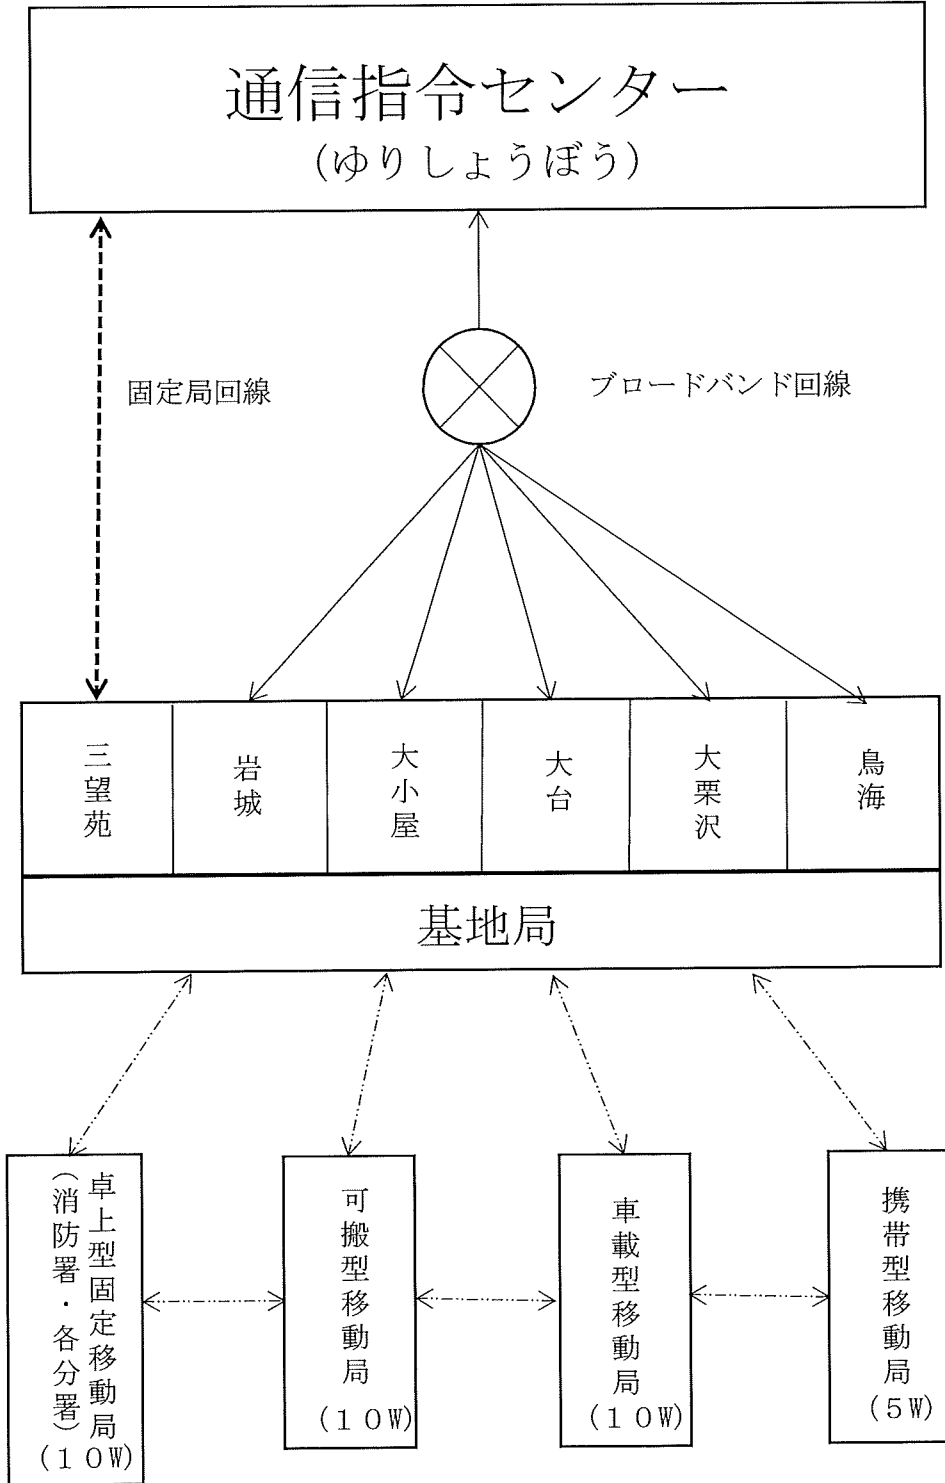 通信指令センター
(ゆりしょうぼう)
固定局回線
ブロードバンド回線
三望苑
岩城
大小屋
大台
大栗沢
鳥海
基地局
卓上型固定移動局
(消防署・各分署)
(１０W)
可搬型移動局
(１０W)
車載型移動局
(１０W)
携帯型移動局
(５W)